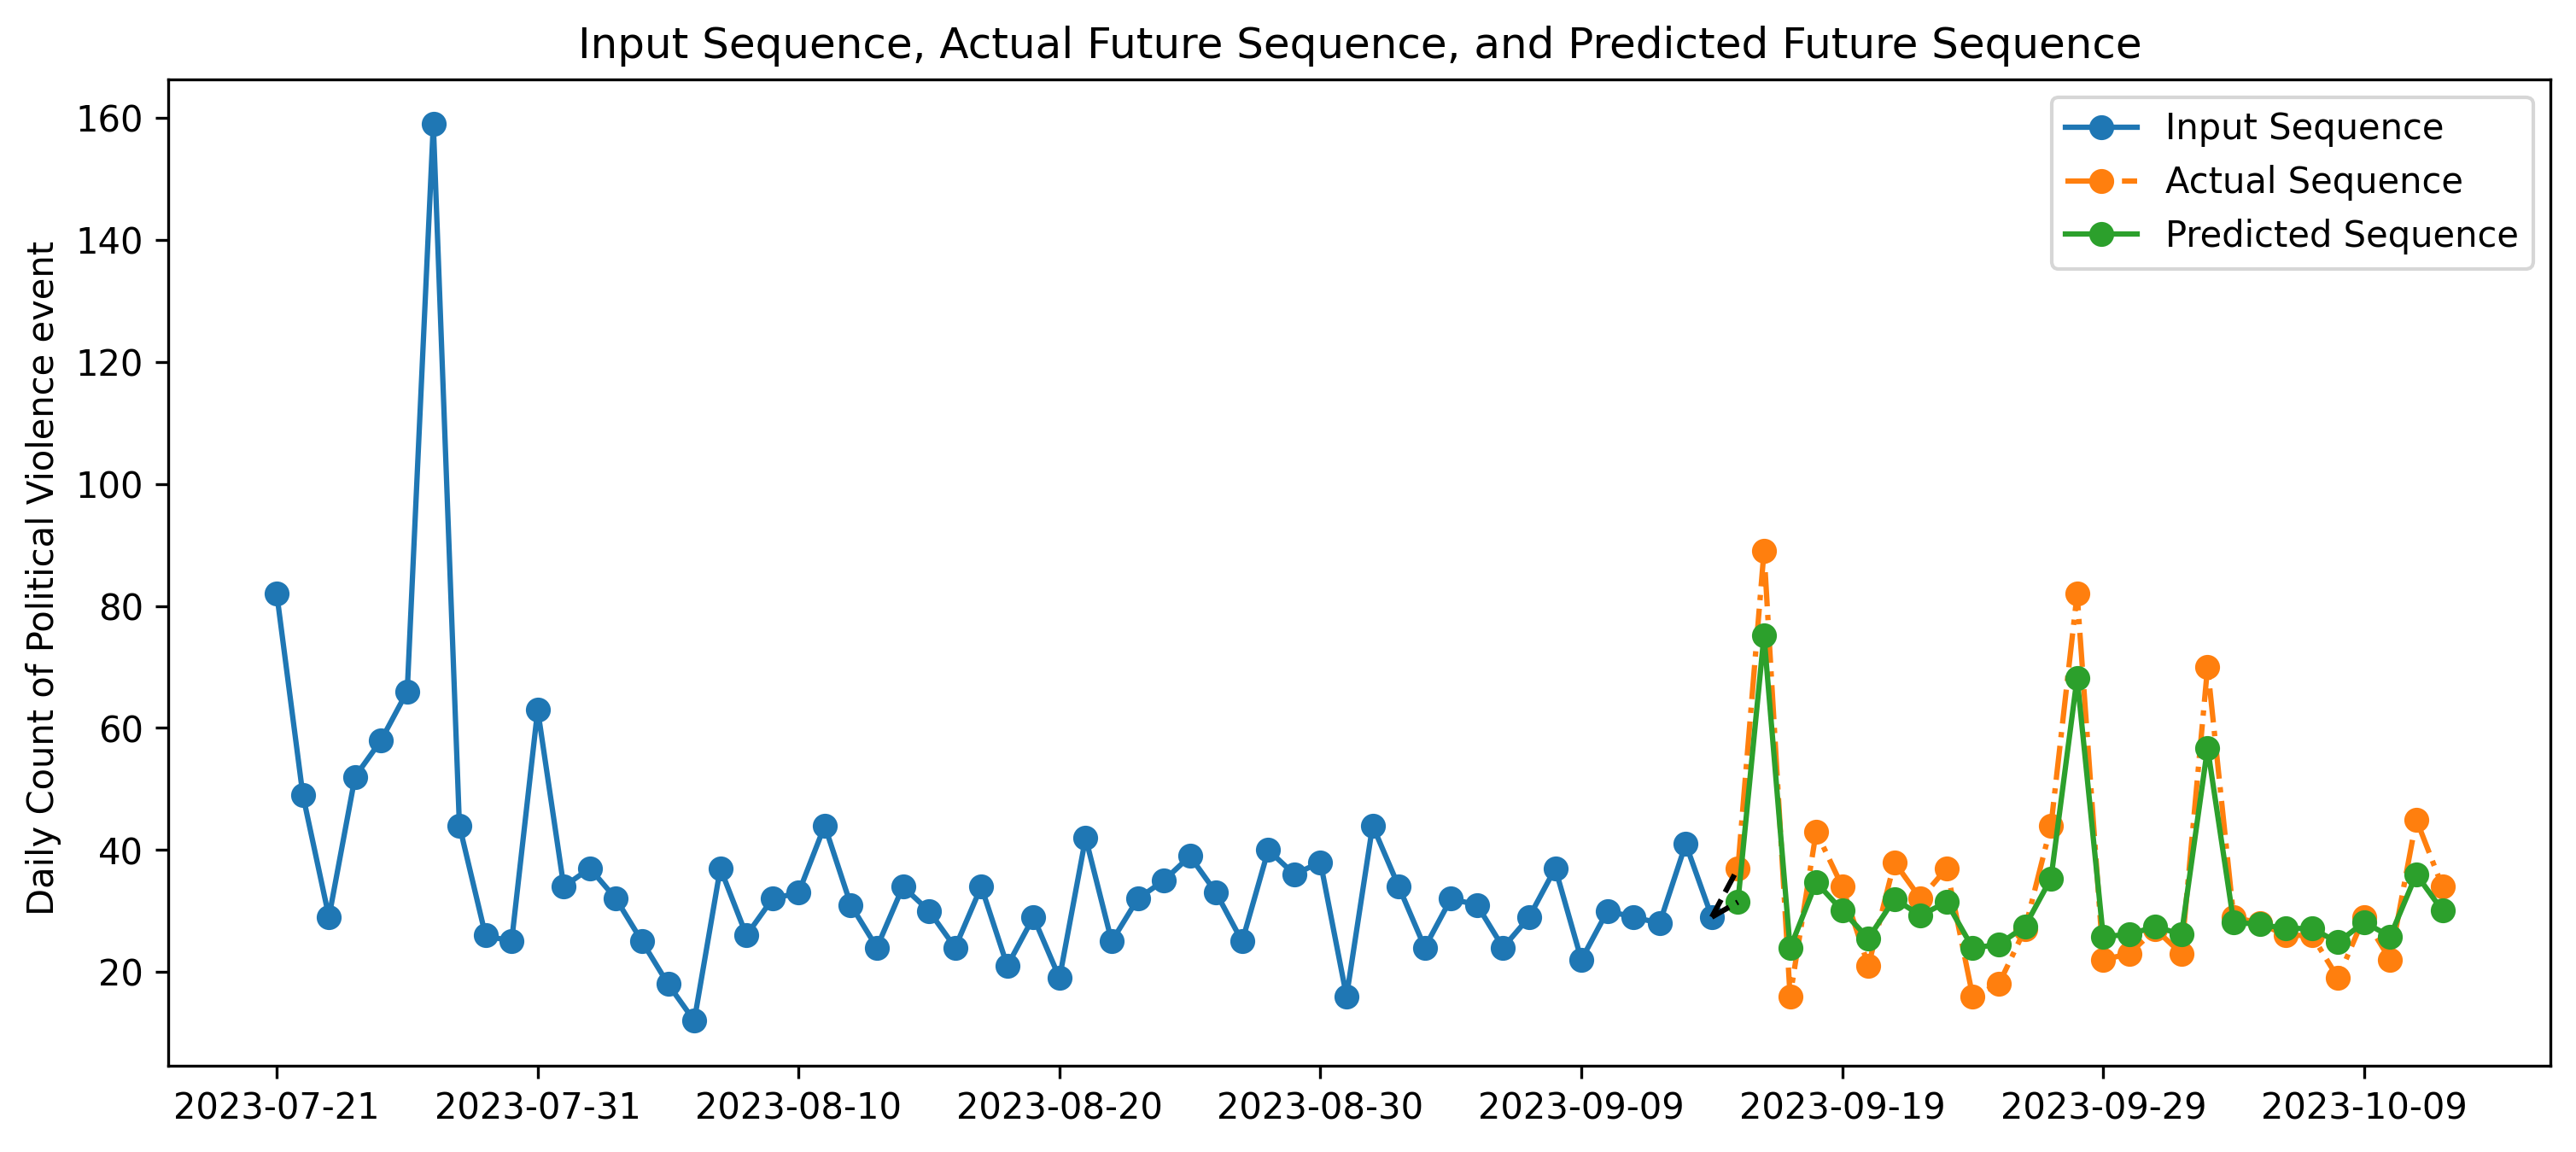 Input Sequence, Actual Future Sequence, and Predicted Future Sequence
Input Sequence
Actual Sequence
Predicted Sequence
Daily Count of Political Violence event
160
140
120
100
80
60
40
20
2023-07-21 2023-07-31 2023-08-10 2023-08-20 2023-08-30 2023-09-09 2023-09-19 2023-09-29 2023-10-09